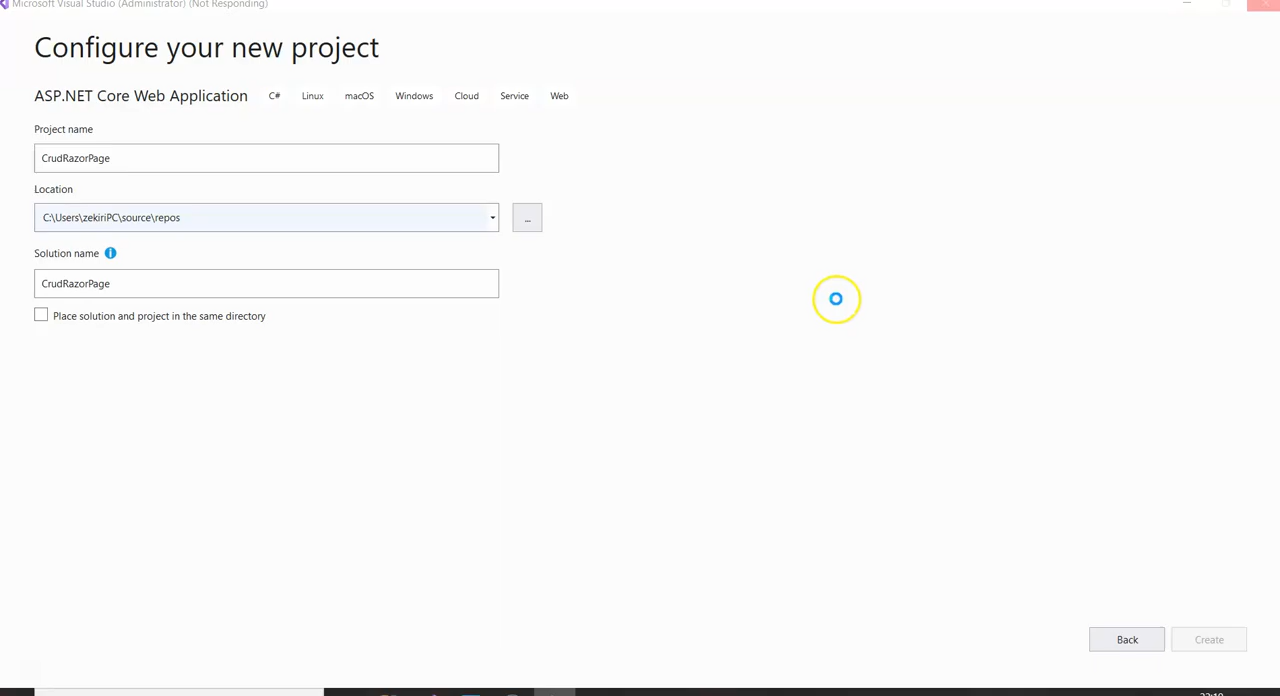 Microsoft Visual Studio (Administrator) (Not Responding)
Configure your new project
ASP.NET Core Web Application C# Linux macOS Windows Cloud Service Web
Project name
CrudRazorPage
Location
C:\Users\zekiriPC\source\repos
...
Solution name
CrudRazorPage
Place solution and project in the same directory
Back Create